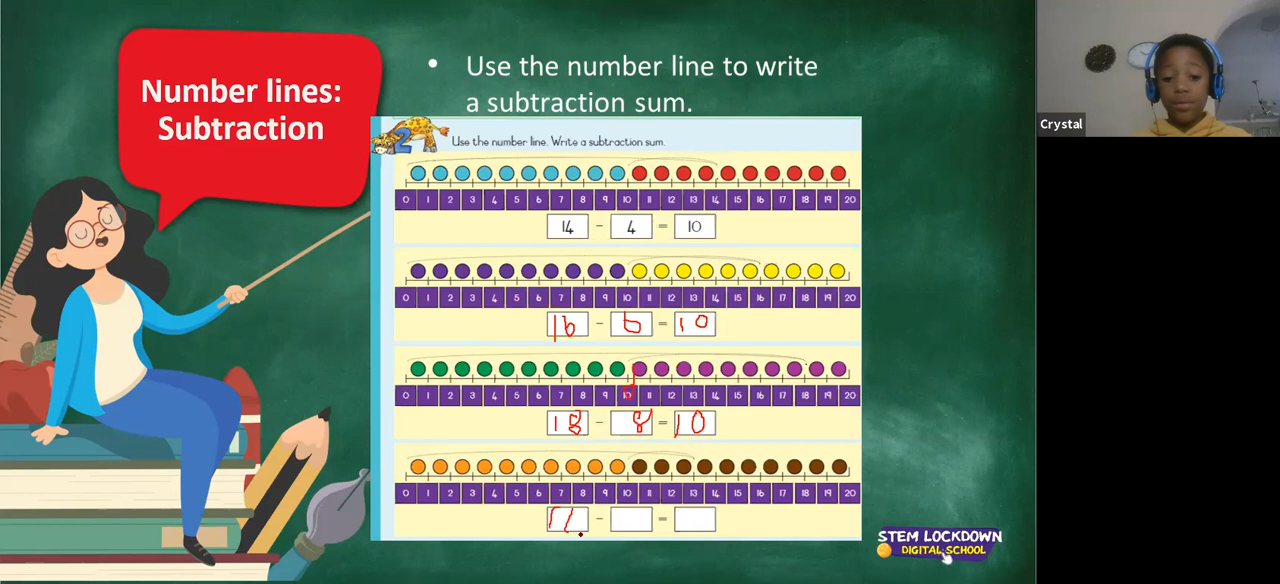 Number lines:
Subtraction
• Use the number line to write
a subtraction sum.
Crystal
2 Use the number line. Write a subtraction sum.
0 1 2 3 4 5 6 7 8 9 10 11 12 13 14 15 16 17 18 19 20
14 - 4 = 10
0 1 2 3 4 5 6 7 8 9 10 11 12 13 14 15 16 17 18 19 20
16 - 6 = 10
0 1 2 3 4 5 6 7 8 9 10 11 12 13 14 15 16 17 18 19 20
18 - 8 = 10
0 1 2 3 4 5 6 7 8 9 10 11 12 13 14 15 16 17 18 19 20
- =
STEM LOCKDOWN
DIGITAL SCHOOL